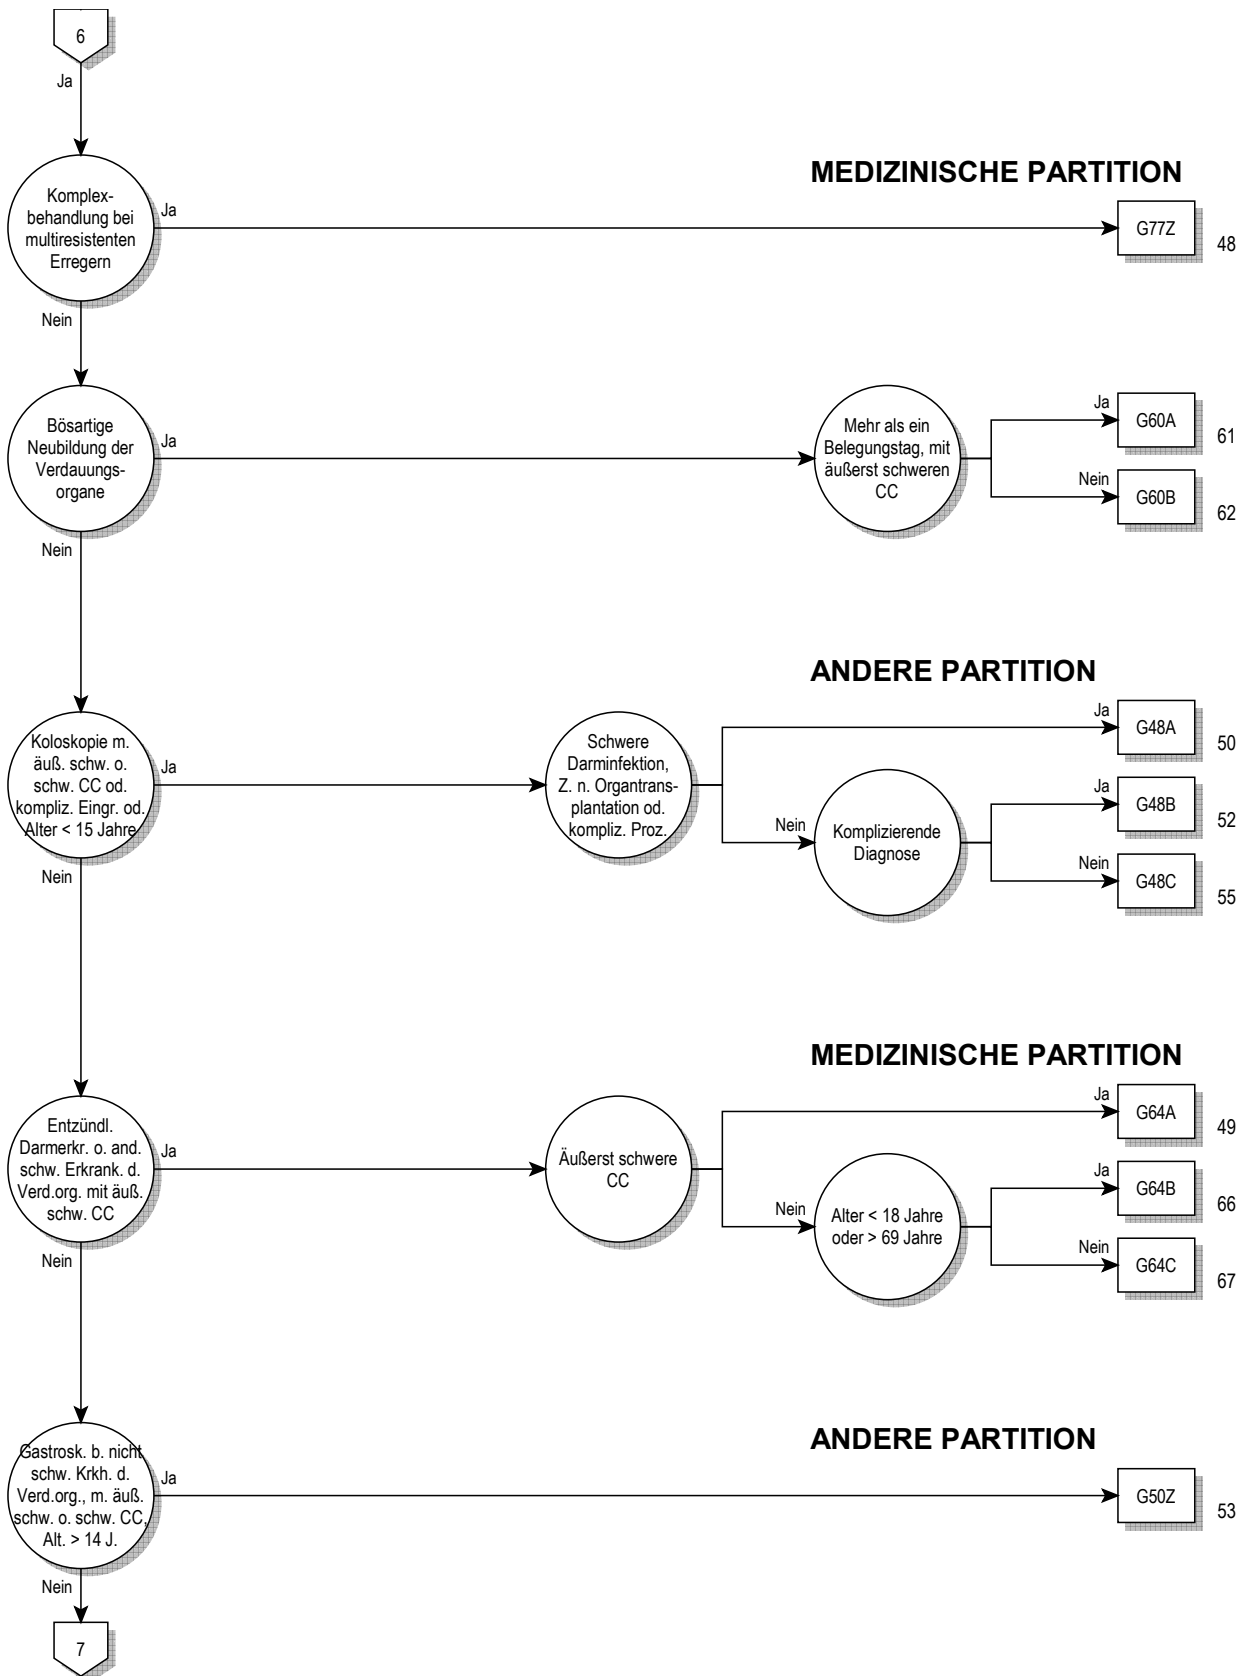 6
Ja
MEDIZINISCHE PARTITION
Komplex-
behandlung bei
multiresistenten
Erregern
Ja
G77Z
48
Nein
Bösartige
Neubildung der
Verdauungs-
organe
Ja
Mehr als ein
Belegungstag, mit
äußerst schweren
CC
Ja
G60A
61
Nein
G60B
62
Nein
ANDERE PARTITION
Koloskopie m.
äuß. schw. o.
schw. CC od.
kompliz. Eingr. od.
Alter < 15 Jahre
Ja
Schwere
Darminfektion,
Z. n. Organtrans-
plantation od.
kompliz. Proz.
Ja
G48A
50
Nein
Komplizierende
Diagnose
Ja
G48B
52
Nein
G48C
55
Nein
MEDIZINISCHE PARTITION
Entzündl.
Darmerkr. o. and.
schw. Erkrank. d.
Verd.org. mit äuß.
schw. CC
Ja
Äußerst schwere
CC
Ja
G64A
49
Nein
Alter < 18 Jahre
oder > 69 Jahre
Ja
G64B
66
Nein
G64C
67
Nein
ANDERE PARTITION
Gastrosk. b. nicht
schw. Krkh. d.
Verd.org., m. äuß.
schw. o. schw. CC,
Alt. > 14 J.
Ja
G50Z
53
Nein
7